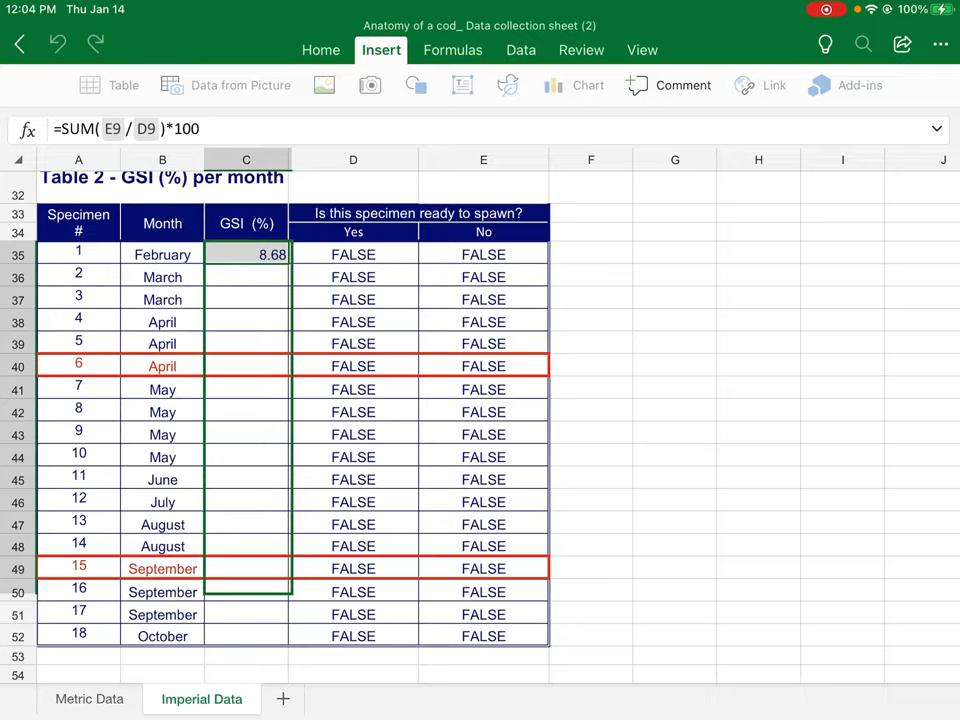 12:04 PM Thu Jan 14 100%
Anatomy of a cod_ Data collection sheet (2)
Home Insert Formulas Data Review View
Table Data from Picture Chart Comment Link Add-ins
fx =SUM( E9 / D9 )*100
A B C D E F G H I J
32 Table 2 - GSI (%) per month
33 Specimen # Month GSI (%) Is this specimen ready to spawn?
34 Yes No
35 1 February 8.68 FALSE FALSE
36 2 March FALSE FALSE
37 3 March FALSE FALSE
38 4 April FALSE FALSE
39 5 April FALSE FALSE
40 6 April FALSE FALSE
41 7 May FALSE FALSE
42 8 May FALSE FALSE
43 9 May FALSE FALSE
44 10 May FALSE FALSE
45 11 June FALSE FALSE
46 12 July FALSE FALSE
47 13 August FALSE FALSE
48 14 August FALSE FALSE
49 15 September FALSE FALSE
50 16 September FALSE FALSE
51 17 September FALSE FALSE
52 18 October FALSE FALSE
53
54
Metric Data Imperial Data +